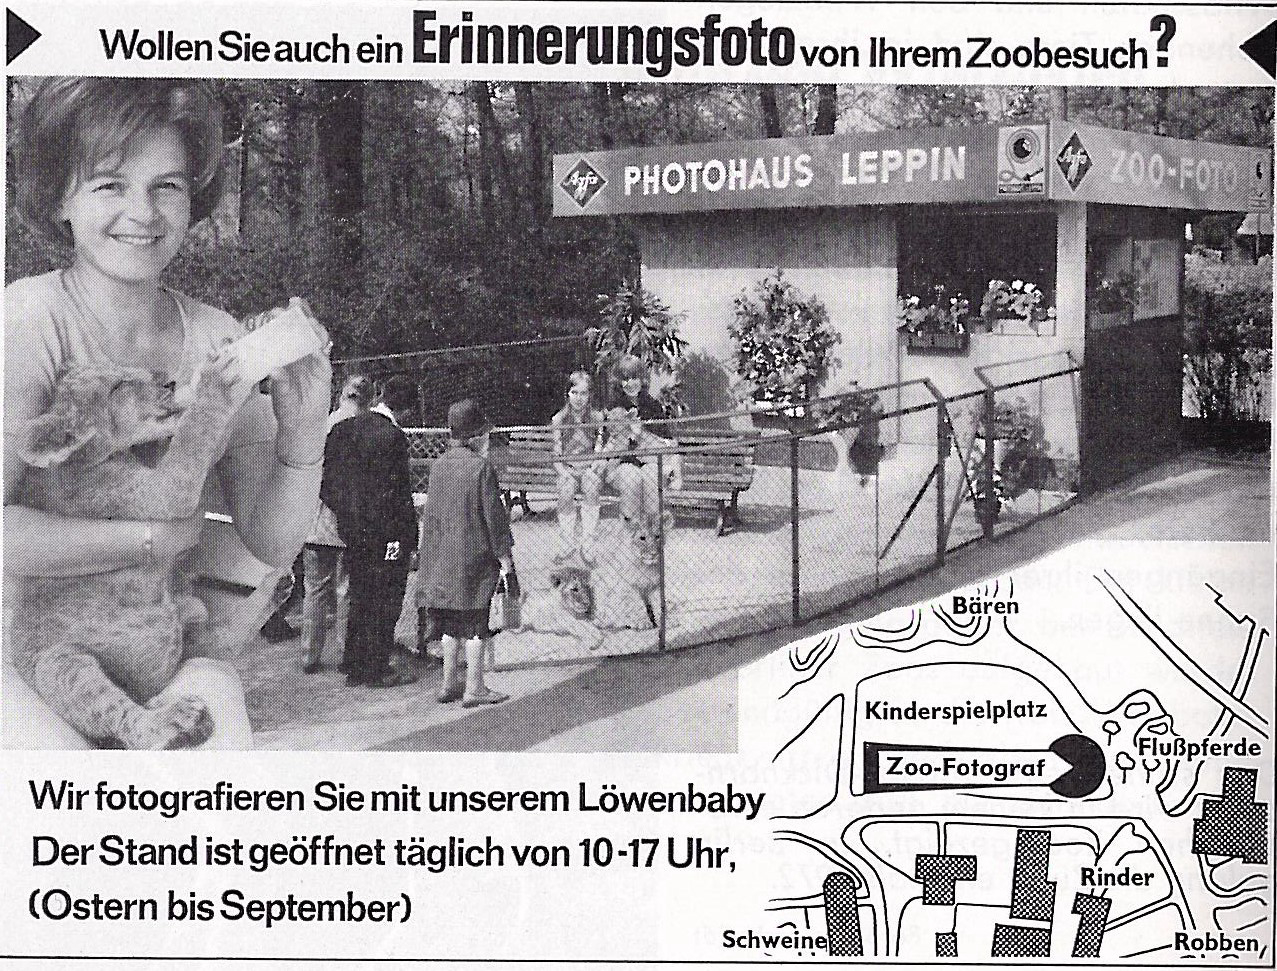 Wollen Sie auch ein Erinnerungsfoto von Ihrem Zoobesuch?
Agfa PHOTOHAUS LEPPIN Agfa ZOO-FOTO
Bären
Kinderspielplatz
Flußpferde
Zoo-Fotograf
Wir fotografieren Sie mit unserem Löwenbaby
Der Stand ist geöffnet täglich von 10-17 Uhr,
(Ostern bis September)
Rinder
Schweine
Robben